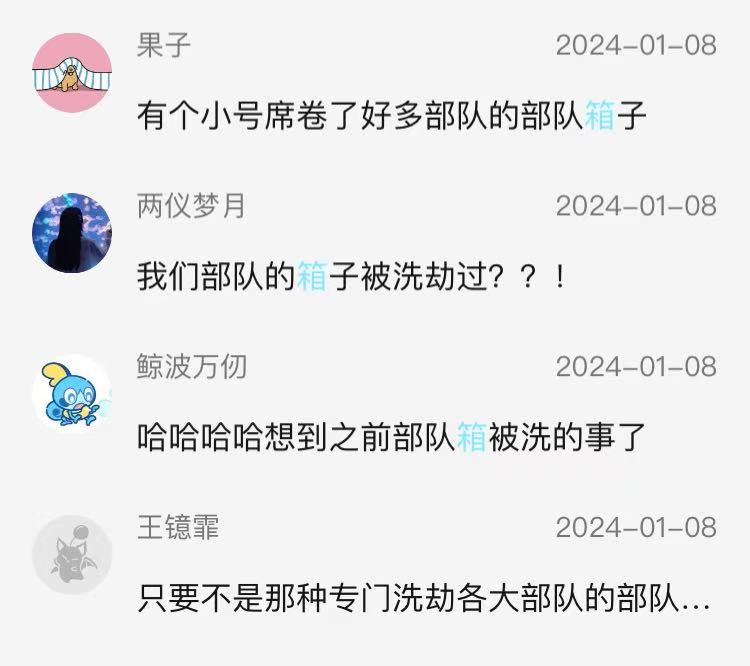 果子
2024-01-08
有个小号席卷了好多部队的部队箱子
两仪梦月
2024-01-08
我们部队的箱子被洗劫过？？！
鲸波万仞
2024-01-08
哈哈哈哈想到之前部队箱被洗的事了
王镱霏
2024-01-08
只要不是那种专门洗劫各大部队的部队...